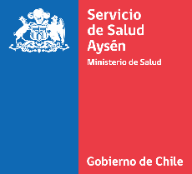 Servicio
de Salud
Aysén
Ministerio de Salud
Gobierno de Chile